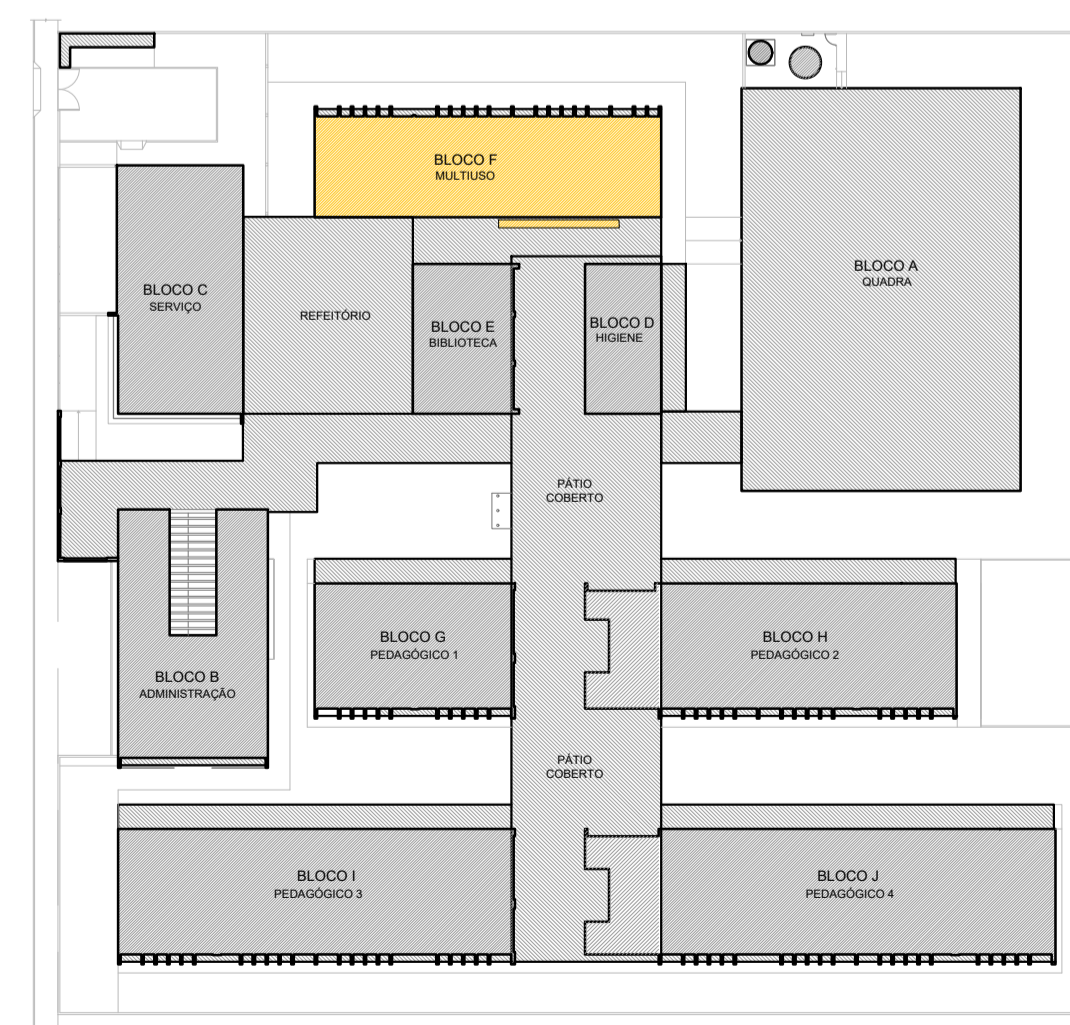 BLOCO F
MULTIUSO
BLOCO A
QUADRA
BLOCO C
SERVIÇO
REFEITÓRIO
BLOCO E
BIBLIOTECA
BLOCO D
HIGIENE
PÁTIO
COBERTO
BLOCO G
PEDAGÓGICO 1
BLOCO H
PEDAGÓGICO 2
BLOCO B
ADMINISTRAÇÃO
PÁTIO
COBERTO
BLOCO I
PEDAGÓGICO 3
BLOCO J
PEDAGÓGICO 4